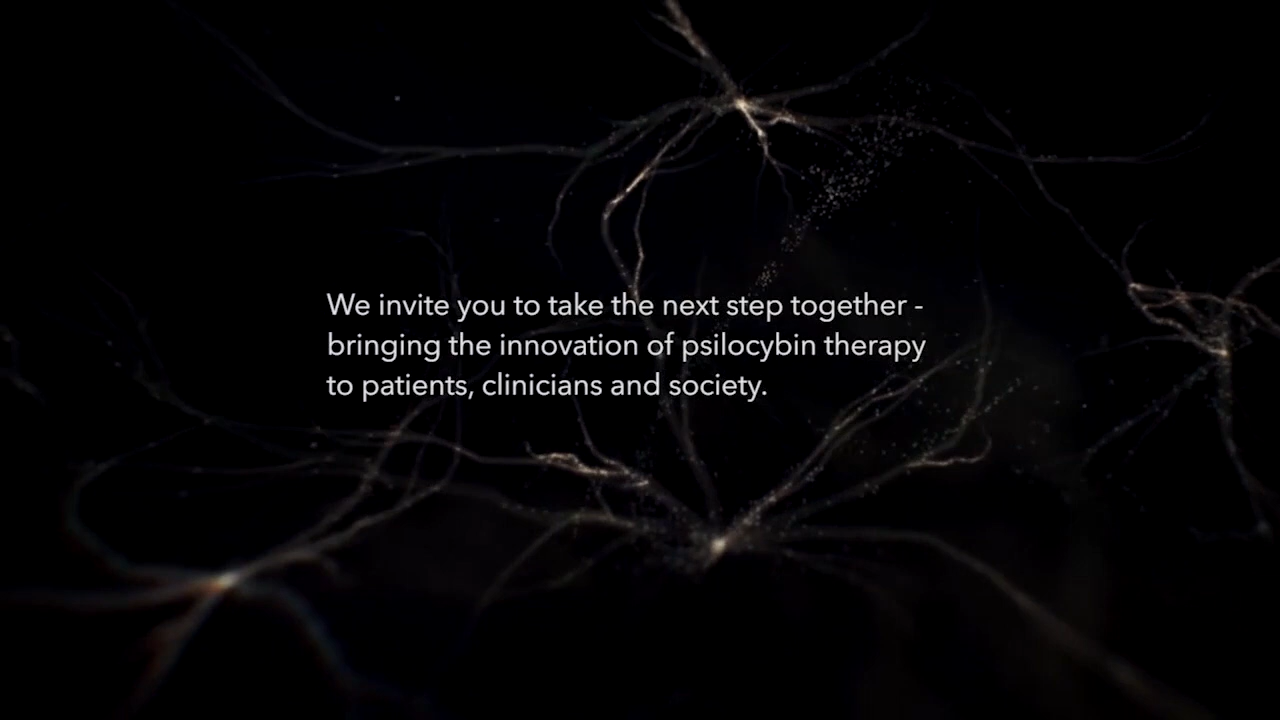 We invite you to take the next step together -
bringing the innovation of psilocybin therapy
to patients, clinicians and society.